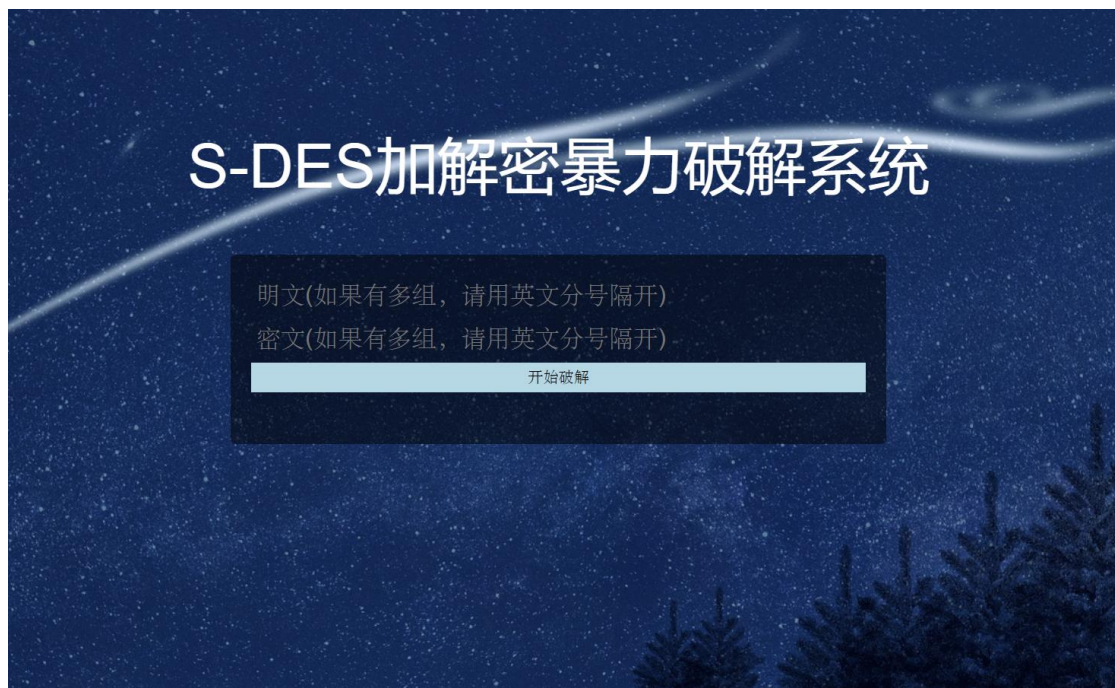 S-DES加解密暴力破解系统
明文(如果有多组，请用英文分号隔开)
密文(如果有多组，请用英文分号隔开)
开始破解